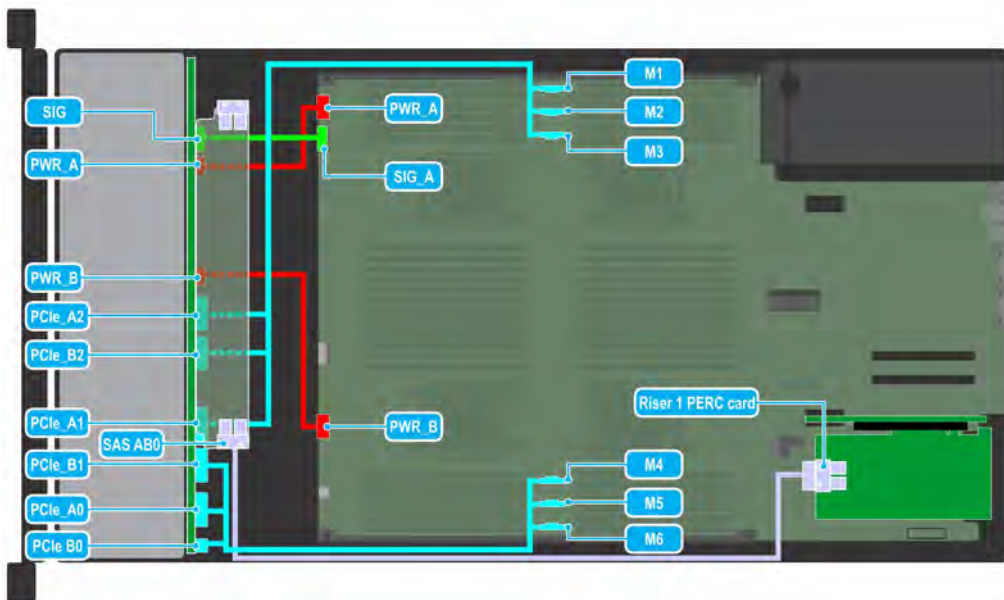 SIG
PWR_A
PWR_B
PCIe_A2
PCIe_B2
PCIe_A1
SAS AB0
PCIe_B1
PCIe_A0
PCIe B0
PWR_A
SIG_A
PWR_B
M1
M2
M3
Riser 1 PERC card
M4
M5
M6